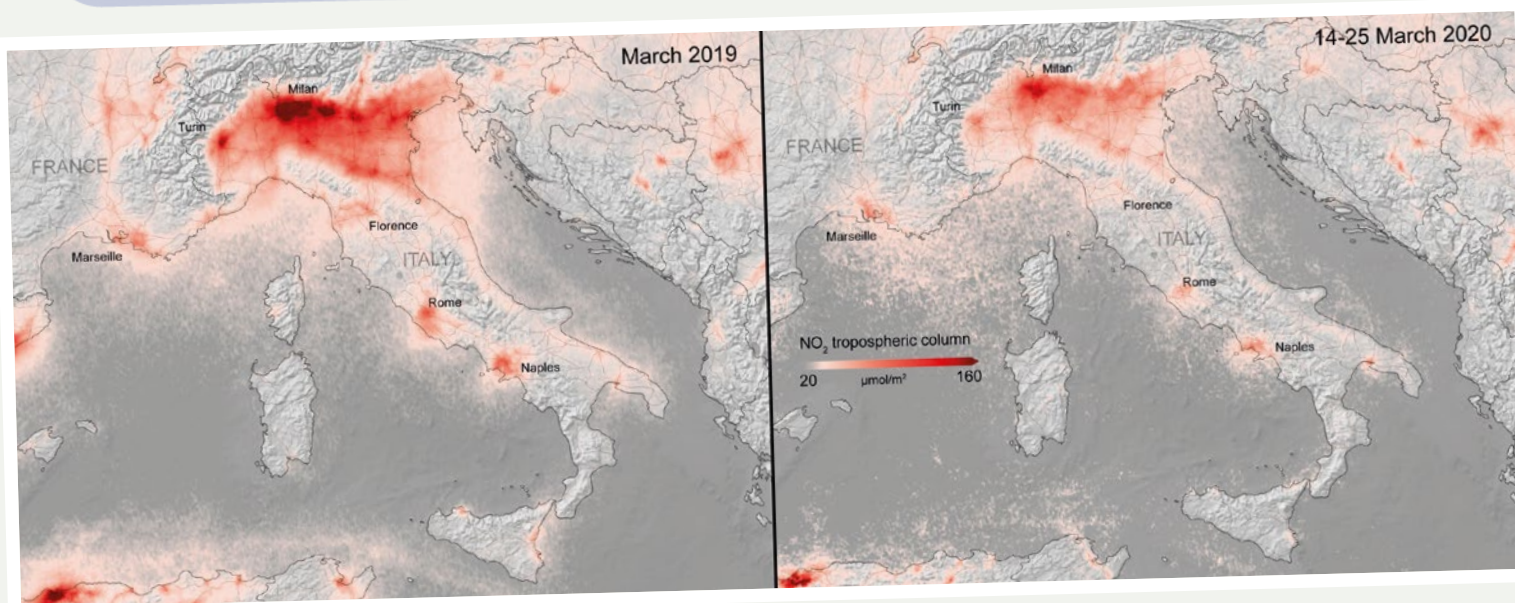 March 2019
Milan
Turin
FRANCE
Florence
Marseille
ITALY
Rome
Naples
14-25 March 2020
Milan
Turin
FRANCE
Florence
Marseille
ITALY
Rome
NO₂ tropospheric column
20 µmol/m² 160
Naples